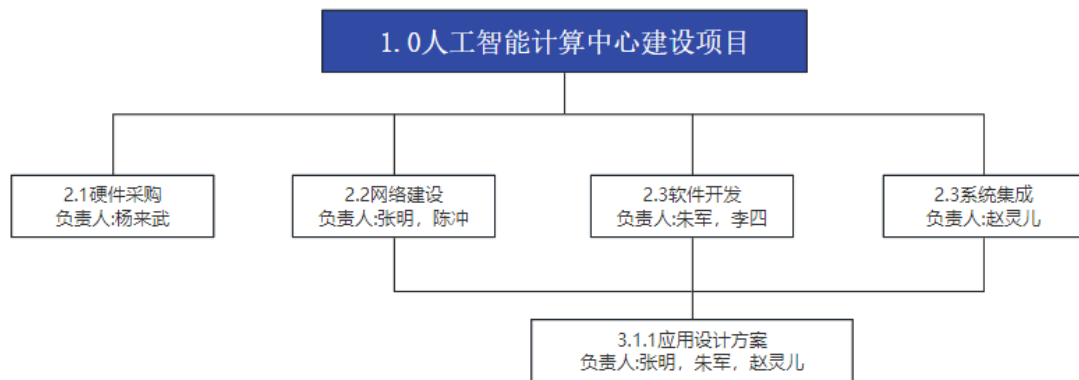 1.0人工智能计算中心建设项目
2.1硬件采购
负责人:杨来武
2.2网络建设
负责人:张明，陈冲
2.3软件开发
负责人:朱军，李四
2.3系统集成
负责人:赵灵儿
3.1.1应用设计方案
负责人:张明，朱军，赵灵儿